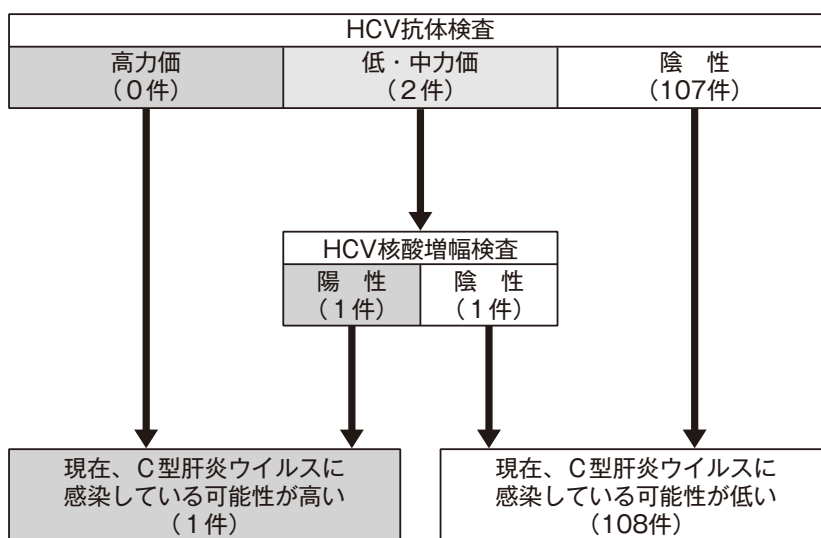 HCV抗体検査
高力価
（0件）
低・中力価
（2件）
陰　性
（107件）
HCV核酸増幅検査
陽　性
（1件）
陰　性
（1件）
現在、C型肝炎ウイルスに
感染している可能性が高い
（1件）
現在、C型肝炎ウイルスに
感染している可能性が低い
（108件）